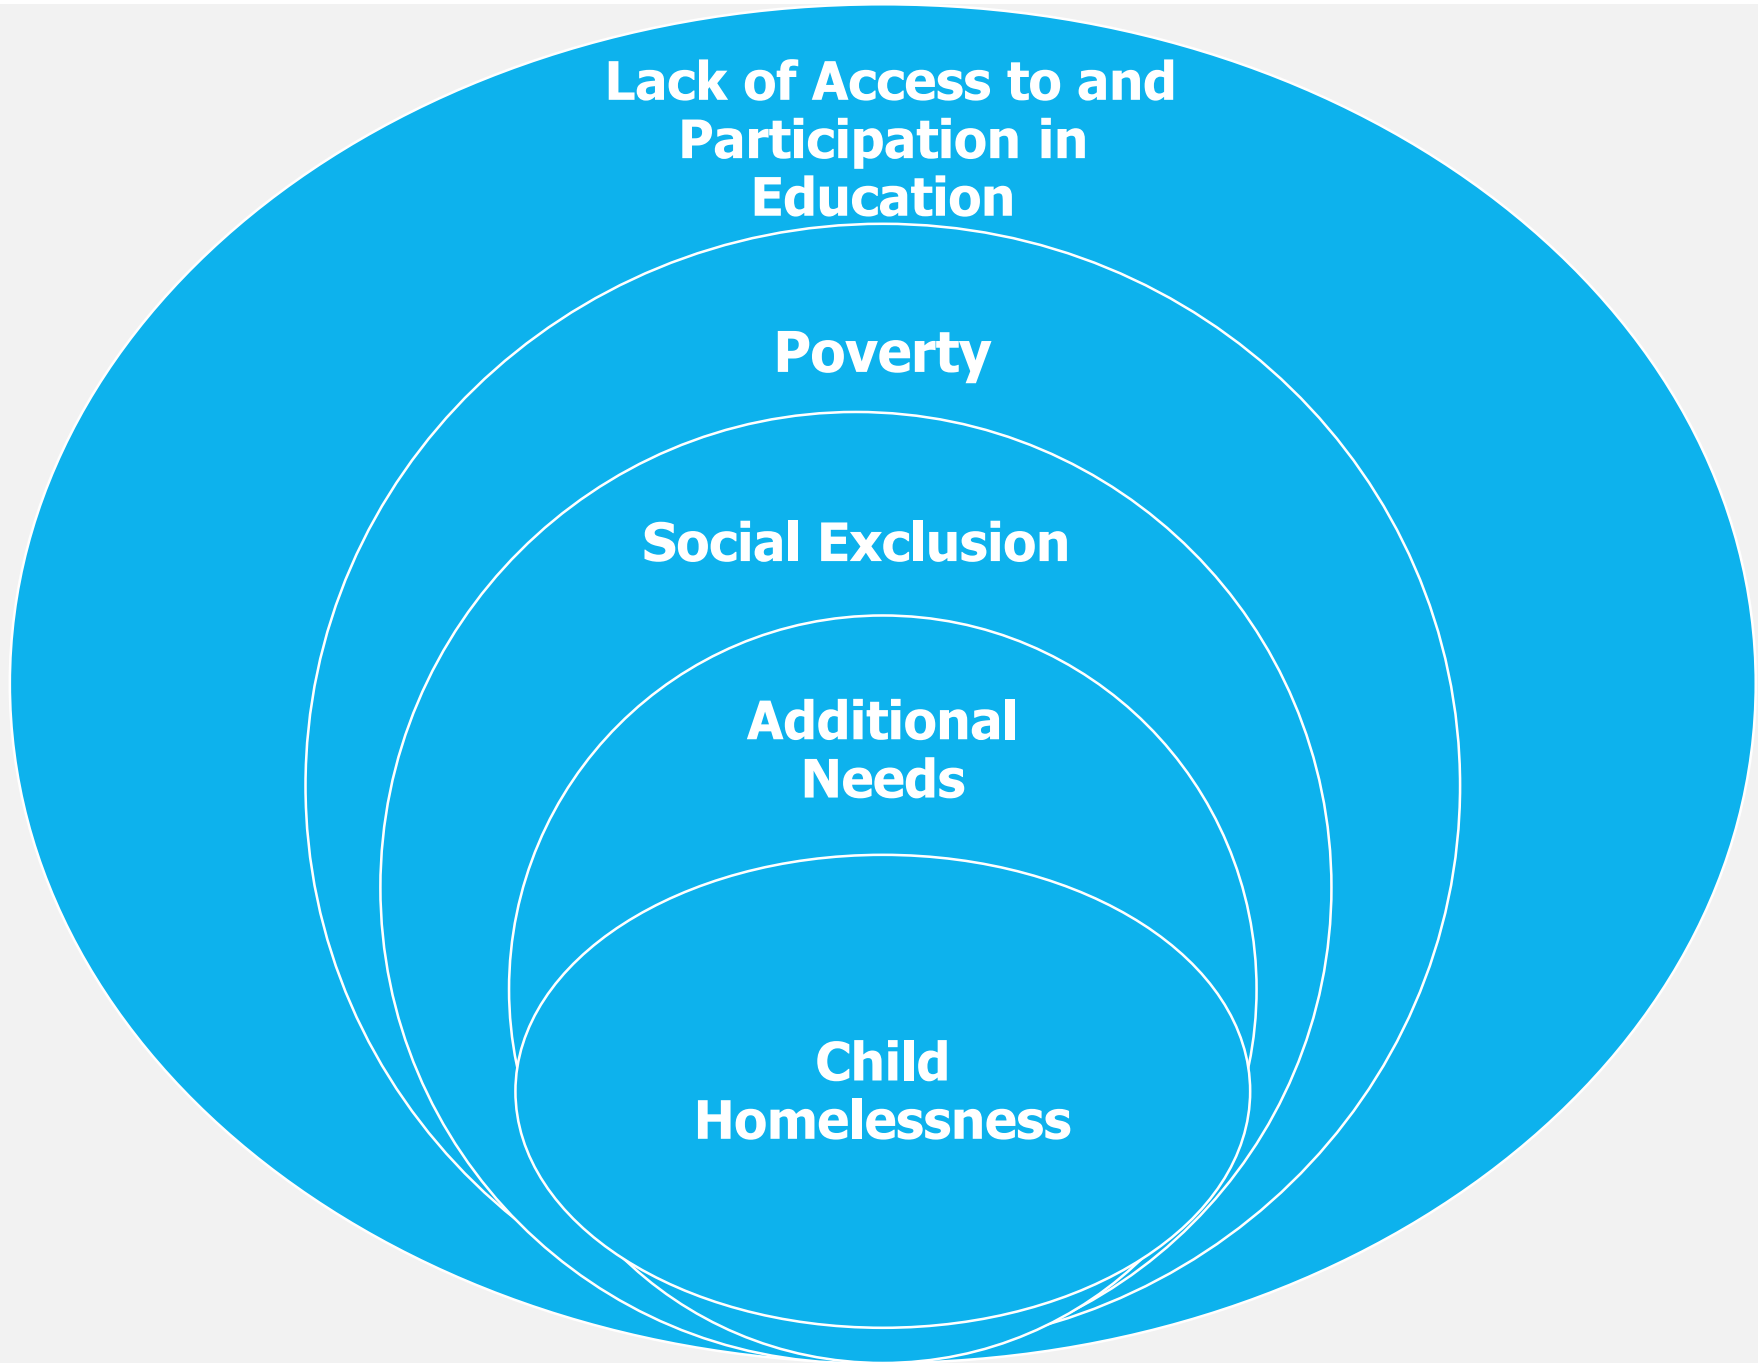 Lack of Access to and
Participation in
Education
Poverty
Social Exclusion
Additional
Needs
Child
Homelessness